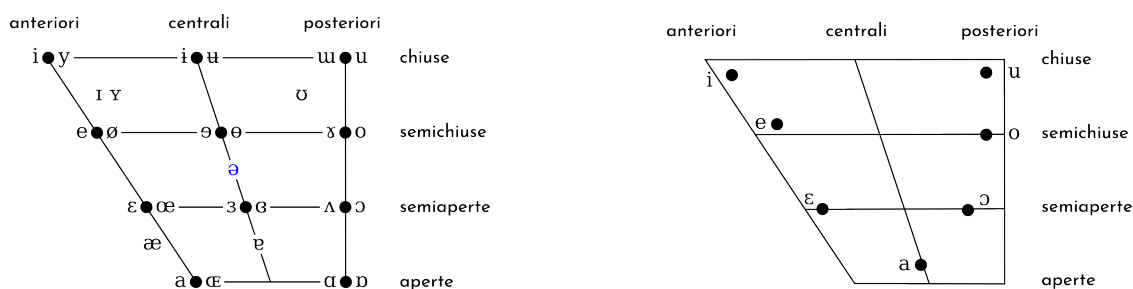 anteriori centrali posteriori
i y ɨ ʉ ɯ u chiuse
ɪ ʏ ʊ
e ø ɘ ɵ ɤ o semichiuse
ə
ɛ œ ɜ ɞ ʌ ɔ semiaperte
æ ɐ
a ɶ ɑ ɒ aperte
anteriori centrali posteriori
i u chiuse
e o semichiuse
ɛ ɔ semiaperte
a aperte